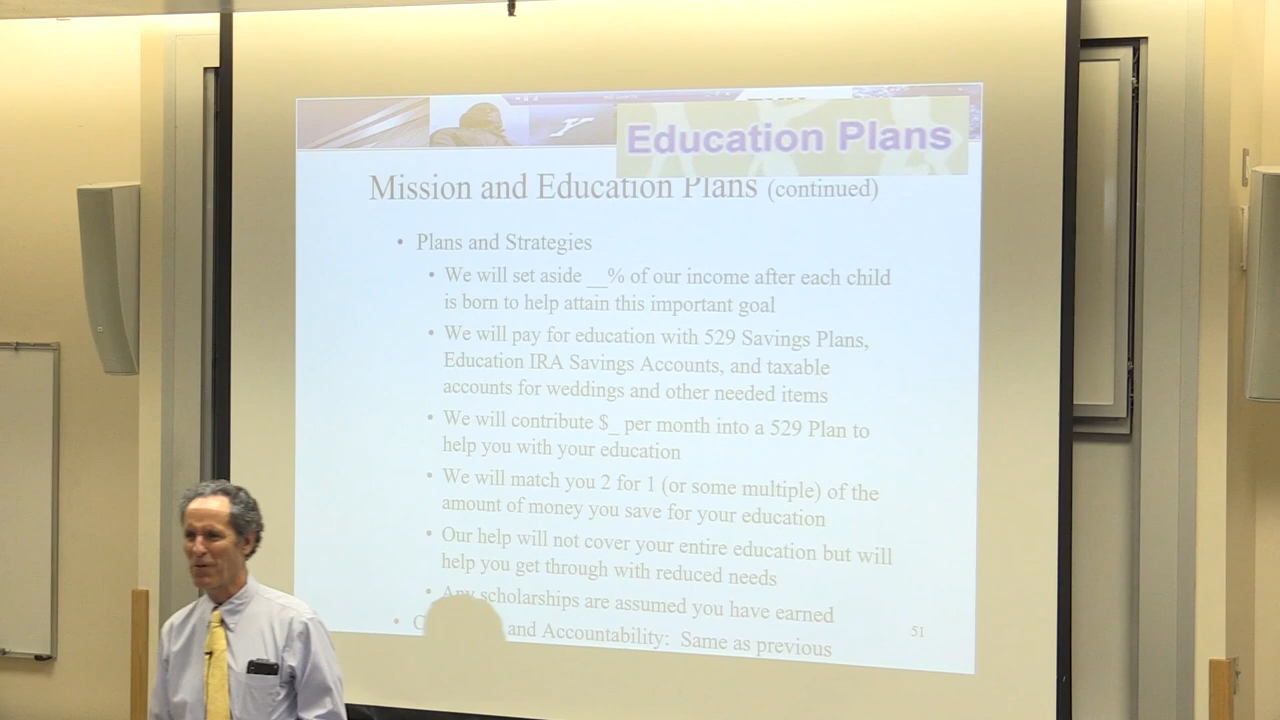 Y
Education Plans
Mission and Education Plans (continued)
• Plans and Strategies
• We will set aside __% of our income after each child
is born to help attain this important goal
• We will pay for education with 529 Savings Plans,
Education IRA Savings Accounts, and taxable
accounts for weddings and other needed items
• We will contribute $_ per month into a 529 Plan to
help you with your education
• We will match you 2 for 1 (or some multiple) of the
amount of money you save for your education
• Our help will not cover your entire education but will
help you get through with reduced needs
• Any scholarships are assumed you have earned
• and Accountability: Same as previous
51